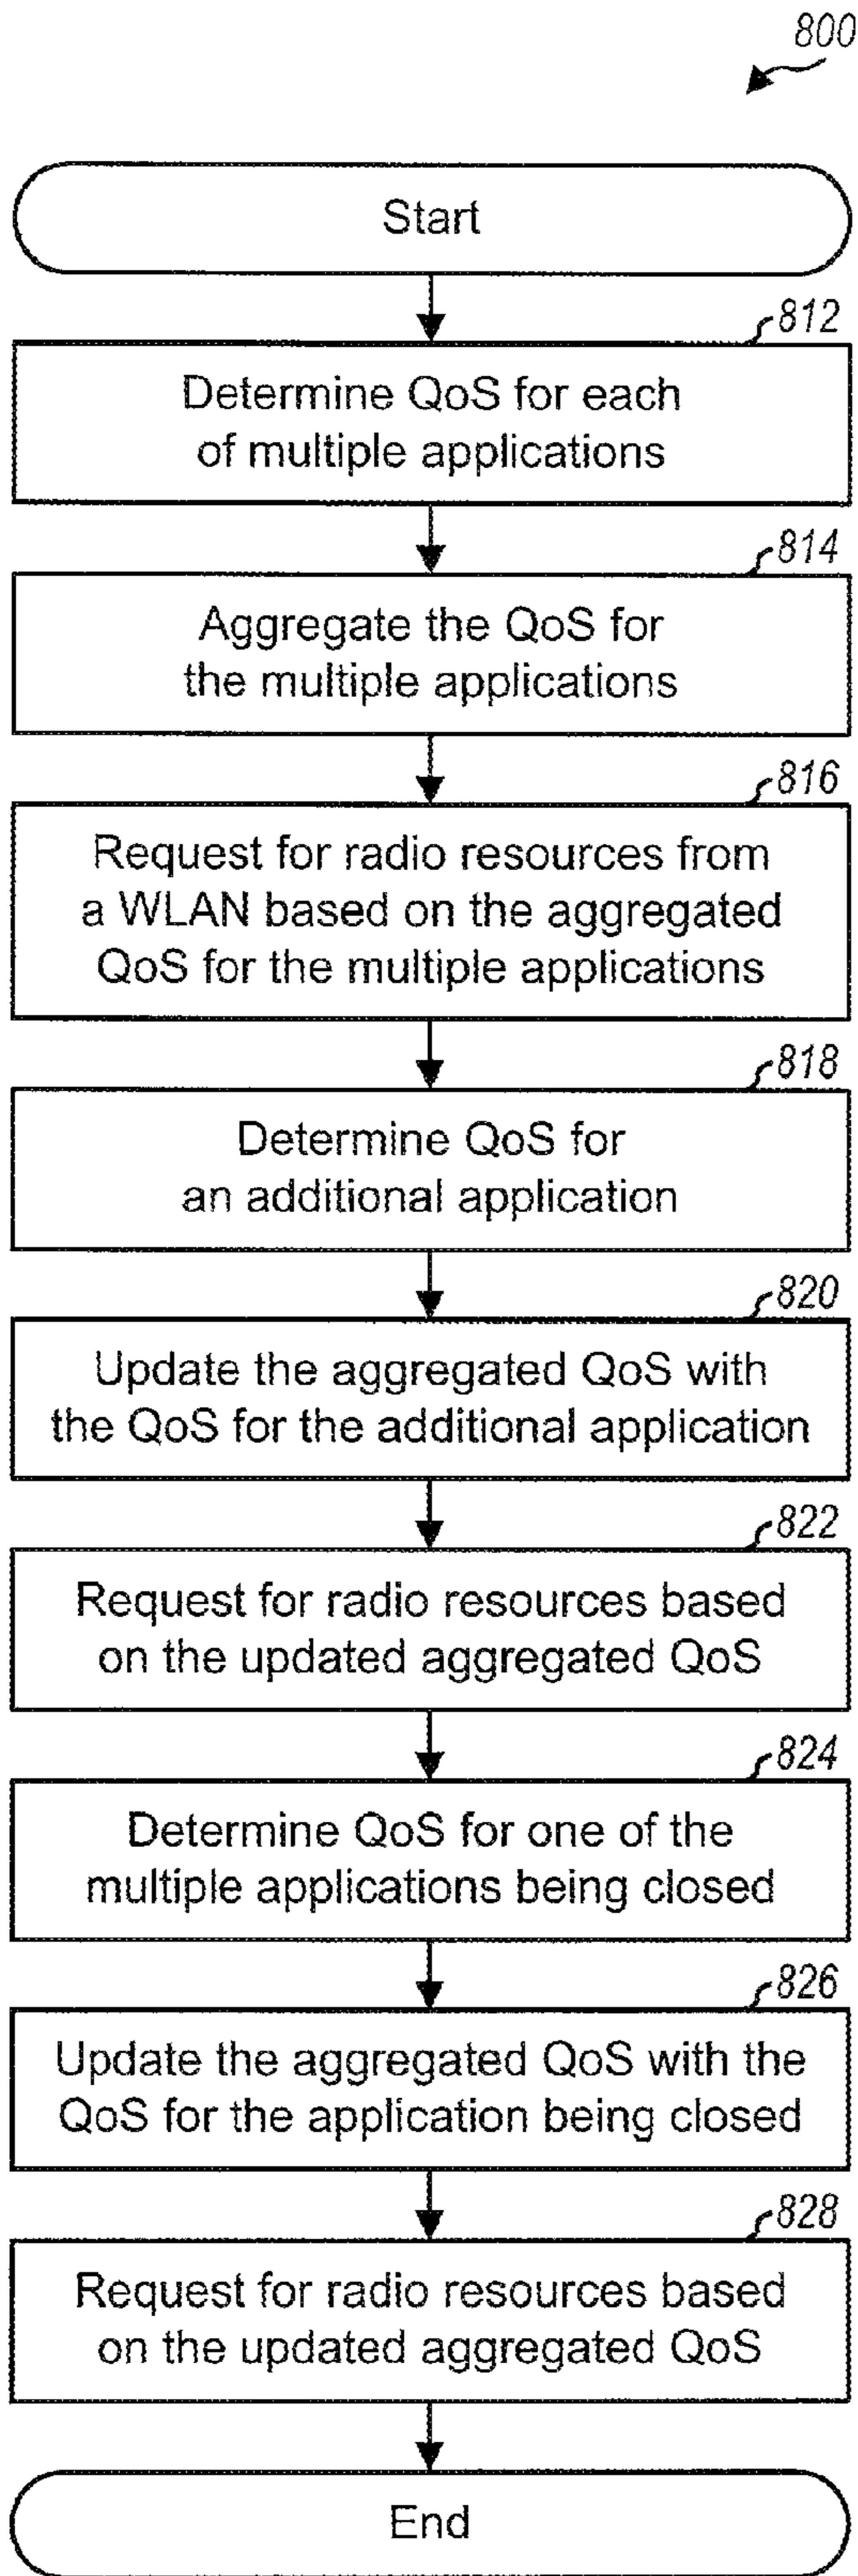 800
Start
812
Determine QoS for each
of multiple applications
814
Aggregate the QoS for
the multiple applications
816
Request for radio resources from
a WLAN based on the aggregated
QoS for the multiple applications
818
Determine QoS for
an additional application
820
Update the aggregated QoS with
the QoS for the additional application
822
Request for radio resources based
on the updated aggregated QoS
824
Determine QoS for one of the
multiple applications being closed
826
Update the aggregated QoS with the
QoS for the application being closed
828
Request for radio resources based
on the updated aggregated QoS
End